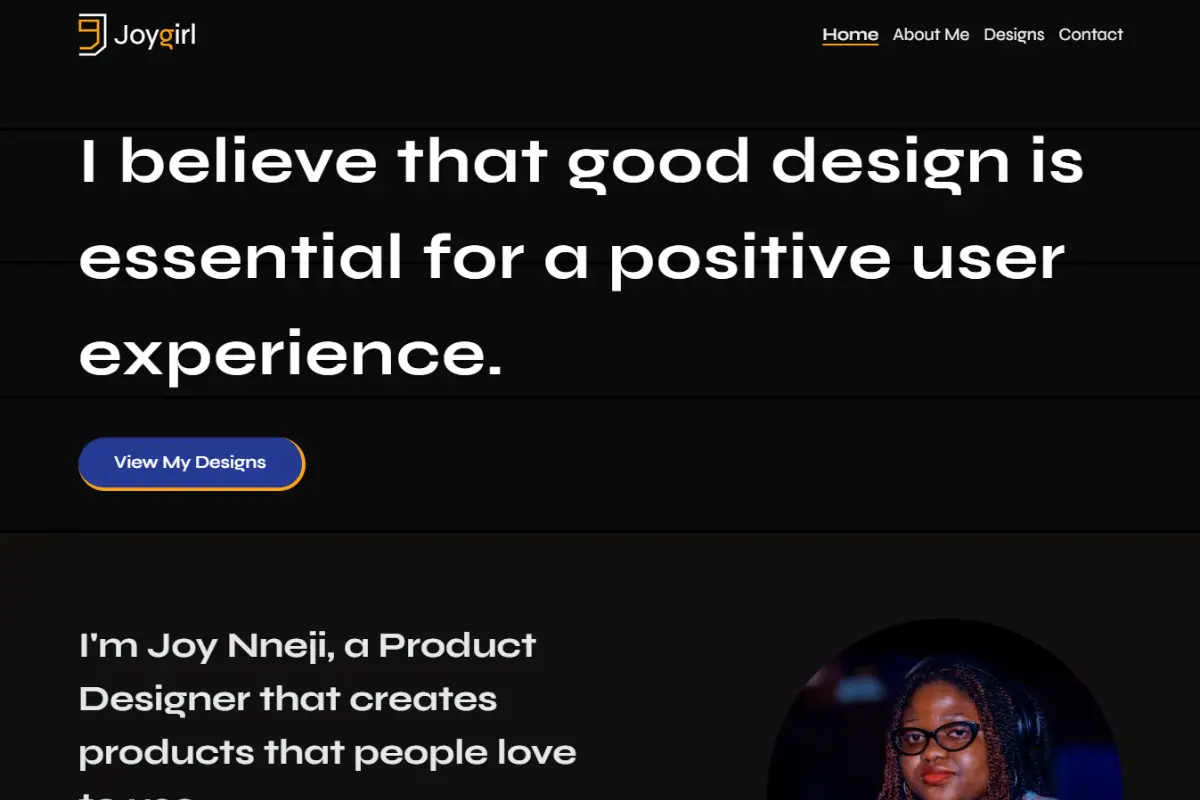 Joygirl
Home About Me Designs Contact
I believe that good design is
essential for a positive user
experience.
View My Designs
I'm Joy Nneji, a Product
Designer that creates
products that people love